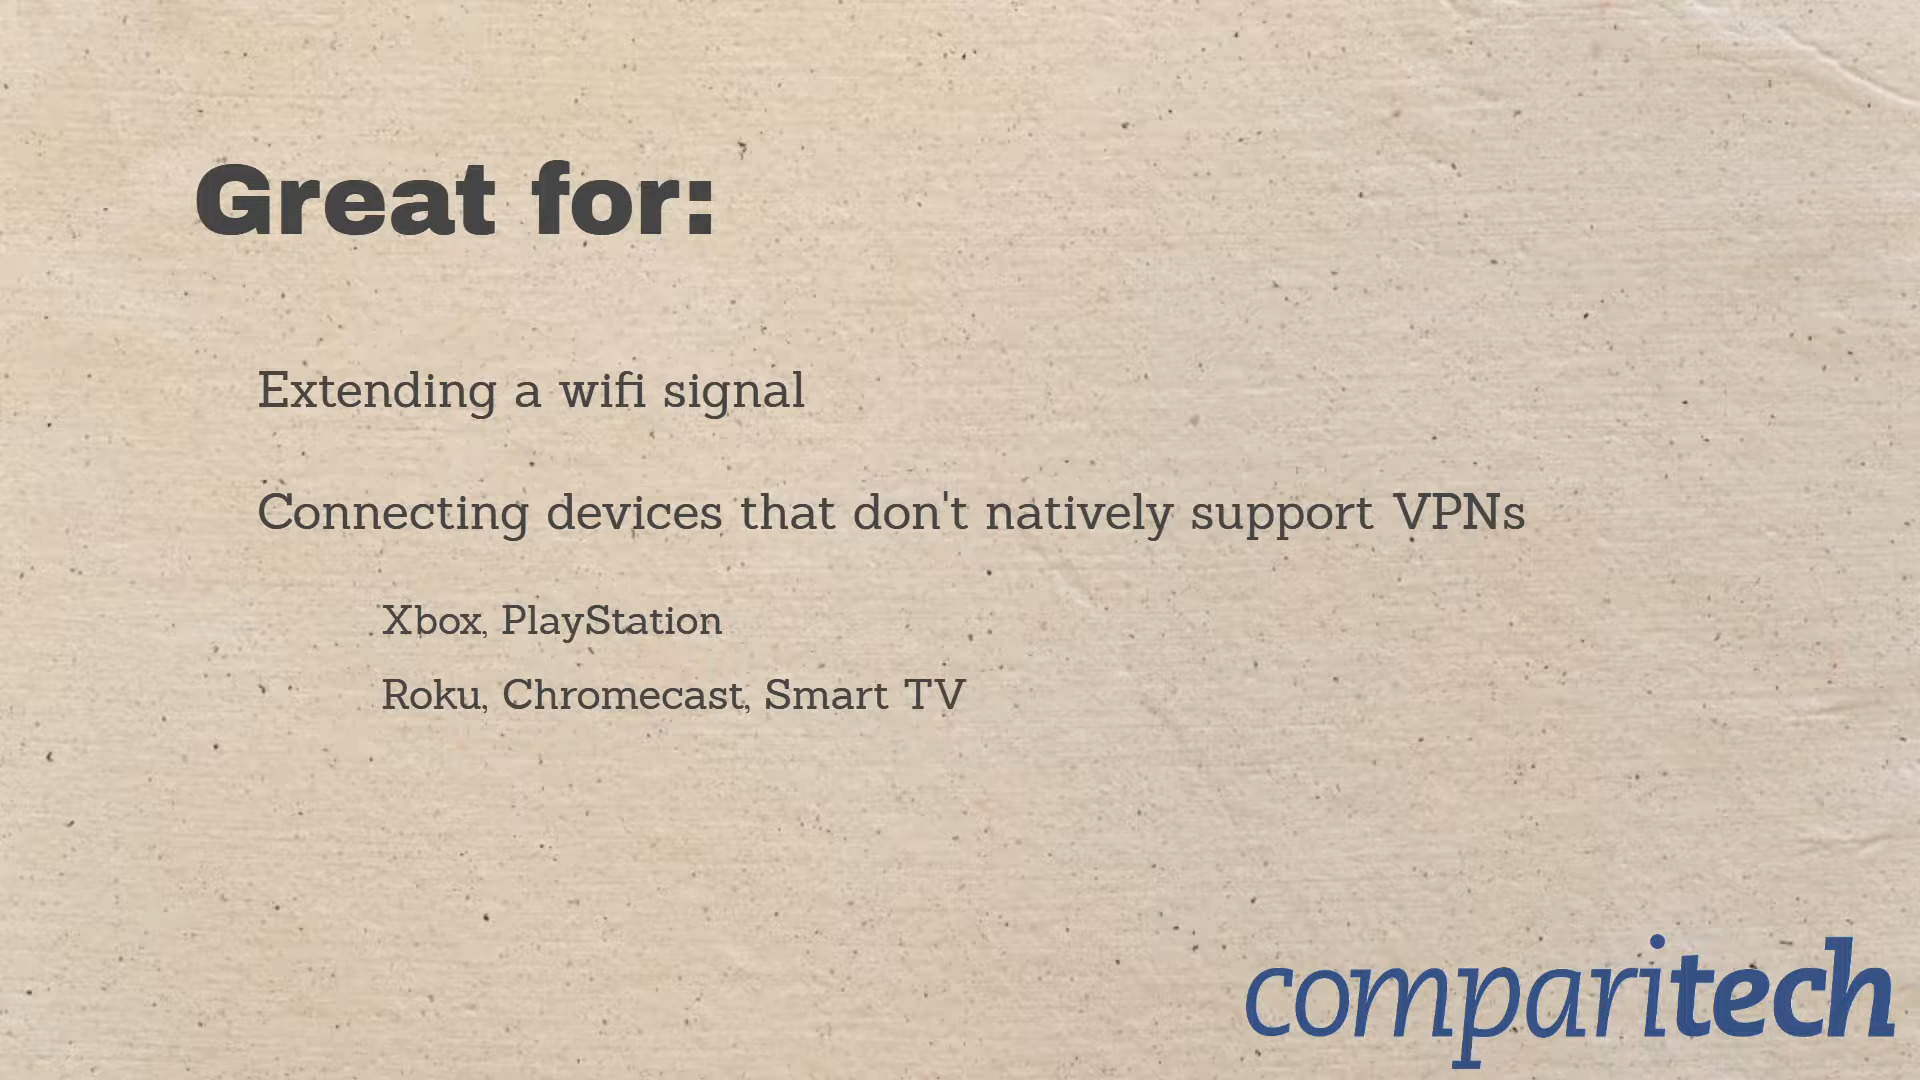 Great for:
Extending a wifi signal
Connecting devices that don't natively support VPNs
Xbox, PlayStation
Roku, Chromecast, Smart TV
comparitech